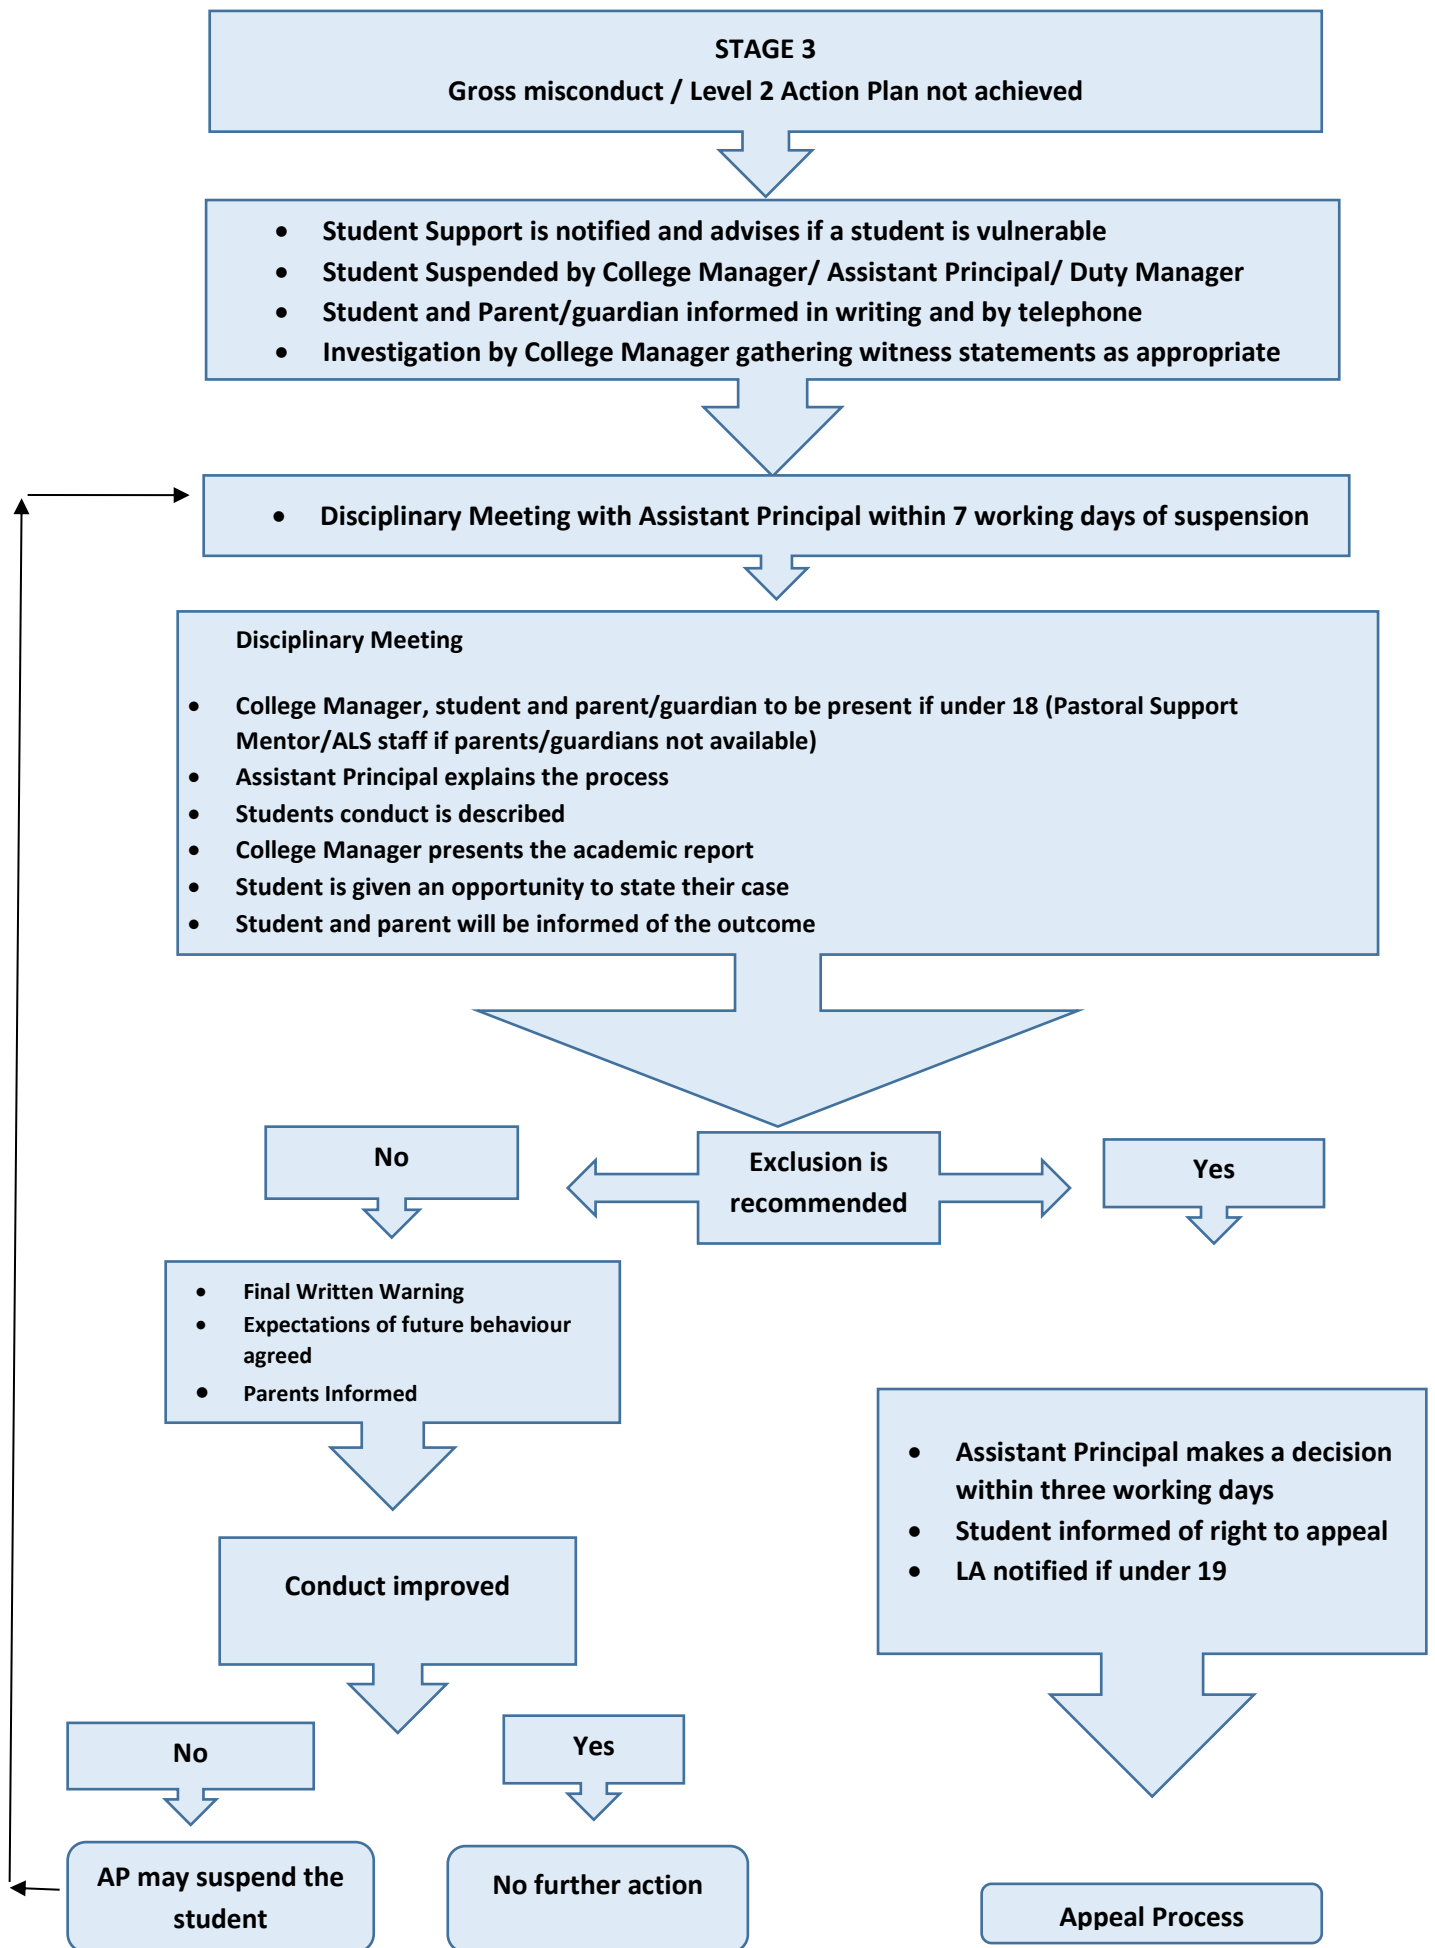 STAGE 3
Gross misconduct / Level 2 Action Plan not achieved
• Student Support is notified and advises if a student is vulnerable
• Student Suspended by College Manager/ Assistant Principal/ Duty Manager
• Student and Parent/guardian informed in writing and by telephone
• Investigation by College Manager gathering witness statements as appropriate
• Disciplinary Meeting with Assistant Principal within 7 working days of suspension
Disciplinary Meeting
• College Manager, student and parent/guardian to be present if under 18 (Pastoral Support
Mentor/ALS staff if parents/guardians not available)
• Assistant Principal explains the process
• Students conduct is described
• College Manager presents the academic report
• Student is given an opportunity to state their case
• Student and parent will be informed of the outcome
No
Exclusion is
recommended
Yes
• Final Written Warning
• Expectations of future behaviour
agreed
• Parents Informed
• Assistant Principal makes a decision
within three working days
• Student informed of right to appeal
• LA notified if under 19
Conduct improved
No
Yes
AP may suspend the
student
No further action
Appeal Process